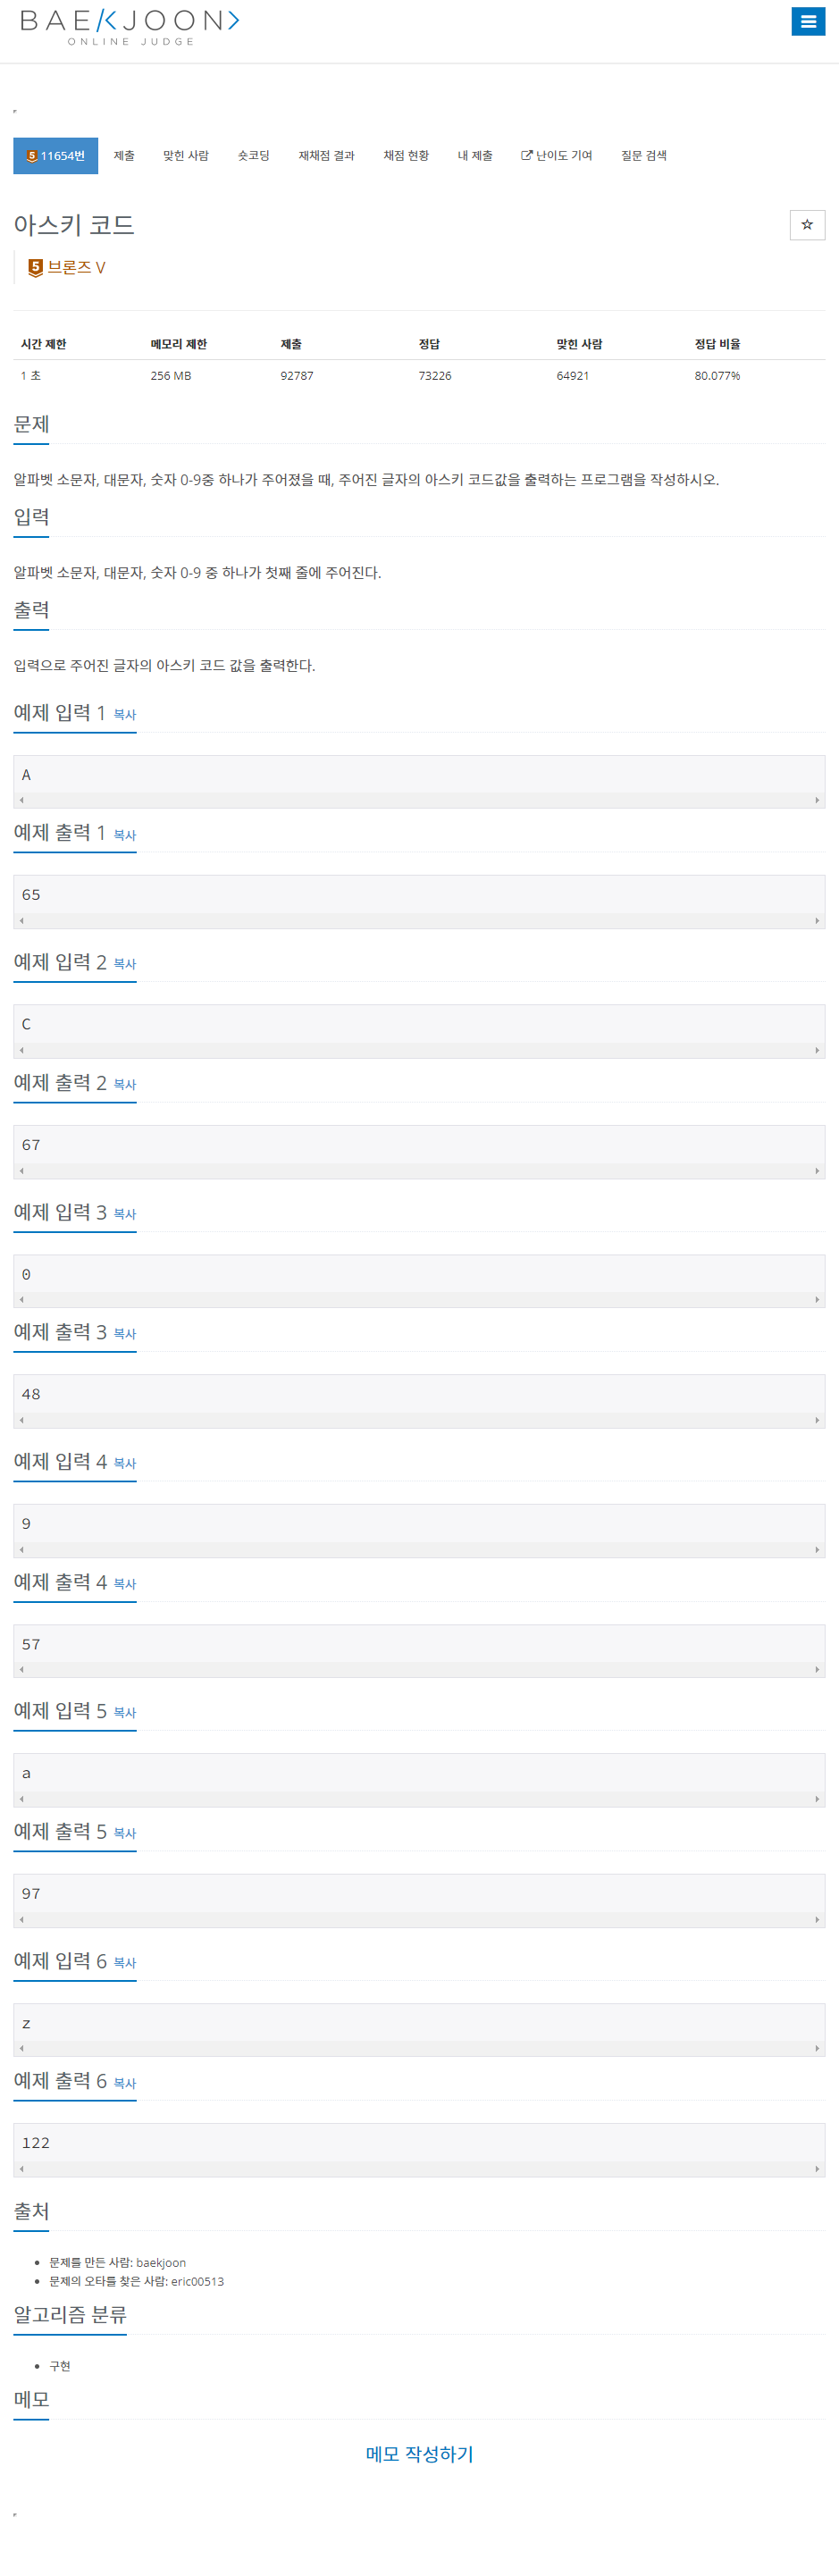 BAEKJOON>
ONLINE JUDGE
5 11654번 제출 맞힌 사람 숏코딩 재채점 결과 채점 현황 내 제출 난이도 기여 질문 검색
아스키 코드
5 브론즈 V
시간 제한 메모리 제한 제출 정답 맞힌 사람 정답 비율
1 초 256 MB 92787 73226 64921 80.077%
문제
알파벳 소문자, 대문자, 숫자 0-9중 하나가 주어졌을 때, 주어진 글자의 아스키 코드값을 출력하는 프로그램을 작성하시오.
입력
알파벳 소문자, 대문자, 숫자 0-9 중 하나가 첫째 줄에 주어진다.
출력
입력으로 주어진 글자의 아스키 코드 값을 출력한다.
예제 입력 1 복사
A
예제 출력 1 복사
65
예제 입력 2 복사
C
예제 출력 2 복사
67
예제 입력 3 복사
0
예제 출력 3 복사
48
예제 입력 4 복사
9
예제 출력 4 복사
57
예제 입력 5 복사
a
예제 출력 5 복사
97
예제 입력 6 복사
z
예제 출력 6 복사
122
출처
문제를 만든 사람: baekjoon
문제의 오타를 찾은 사람: eric00513
알고리즘 분류
구현
메모
메모 작성하기